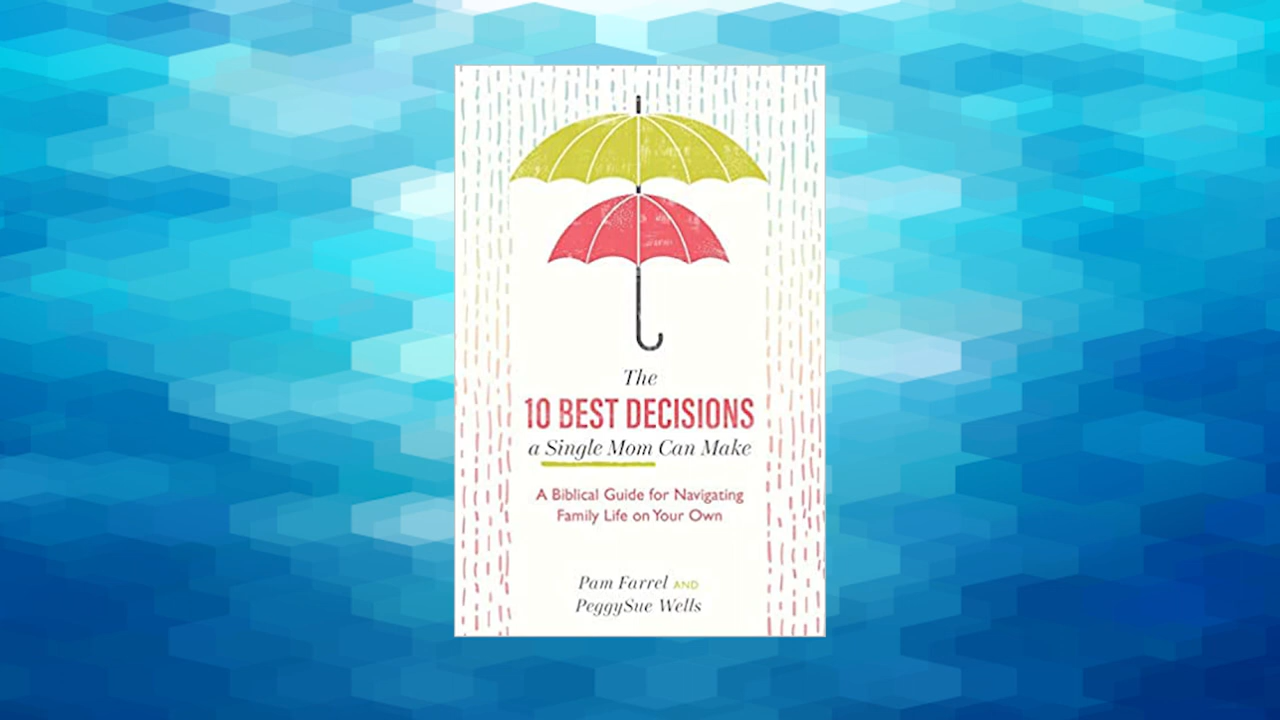 The
10 BEST DECISIONS
a Single Mom Can Make
A Biblical Guide for Navigating
Family Life on Your Own
Pam Farrel AND
PeggySue Wells